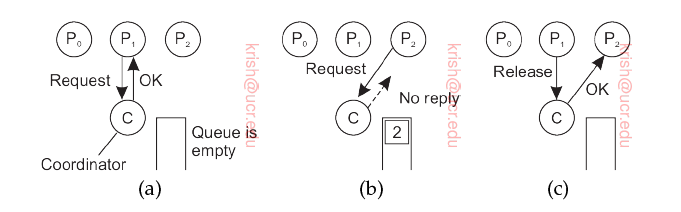 P0 P1 P2
Request OK
C
Coordinator
Queue is
empty
krish@ucr.edu
(a)
P0 P1 P2
Request
No reply
C
2
krish@ucr.edu
(b)
P0 P1 P2
Release
OK
C
krish@ucr.edu
(c)